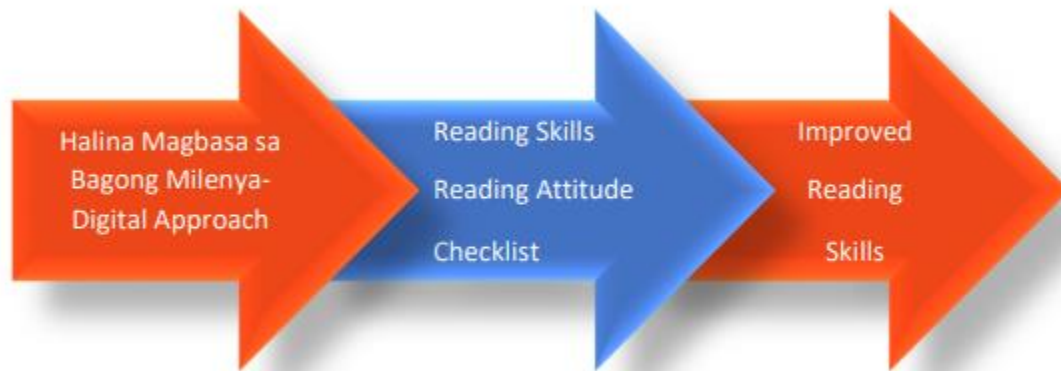 Halina Magbasa sa
Bagong Milenya-
Digital Approach
Reading Skills
Reading Attitude
Checklist
Improved
Reading
Skills